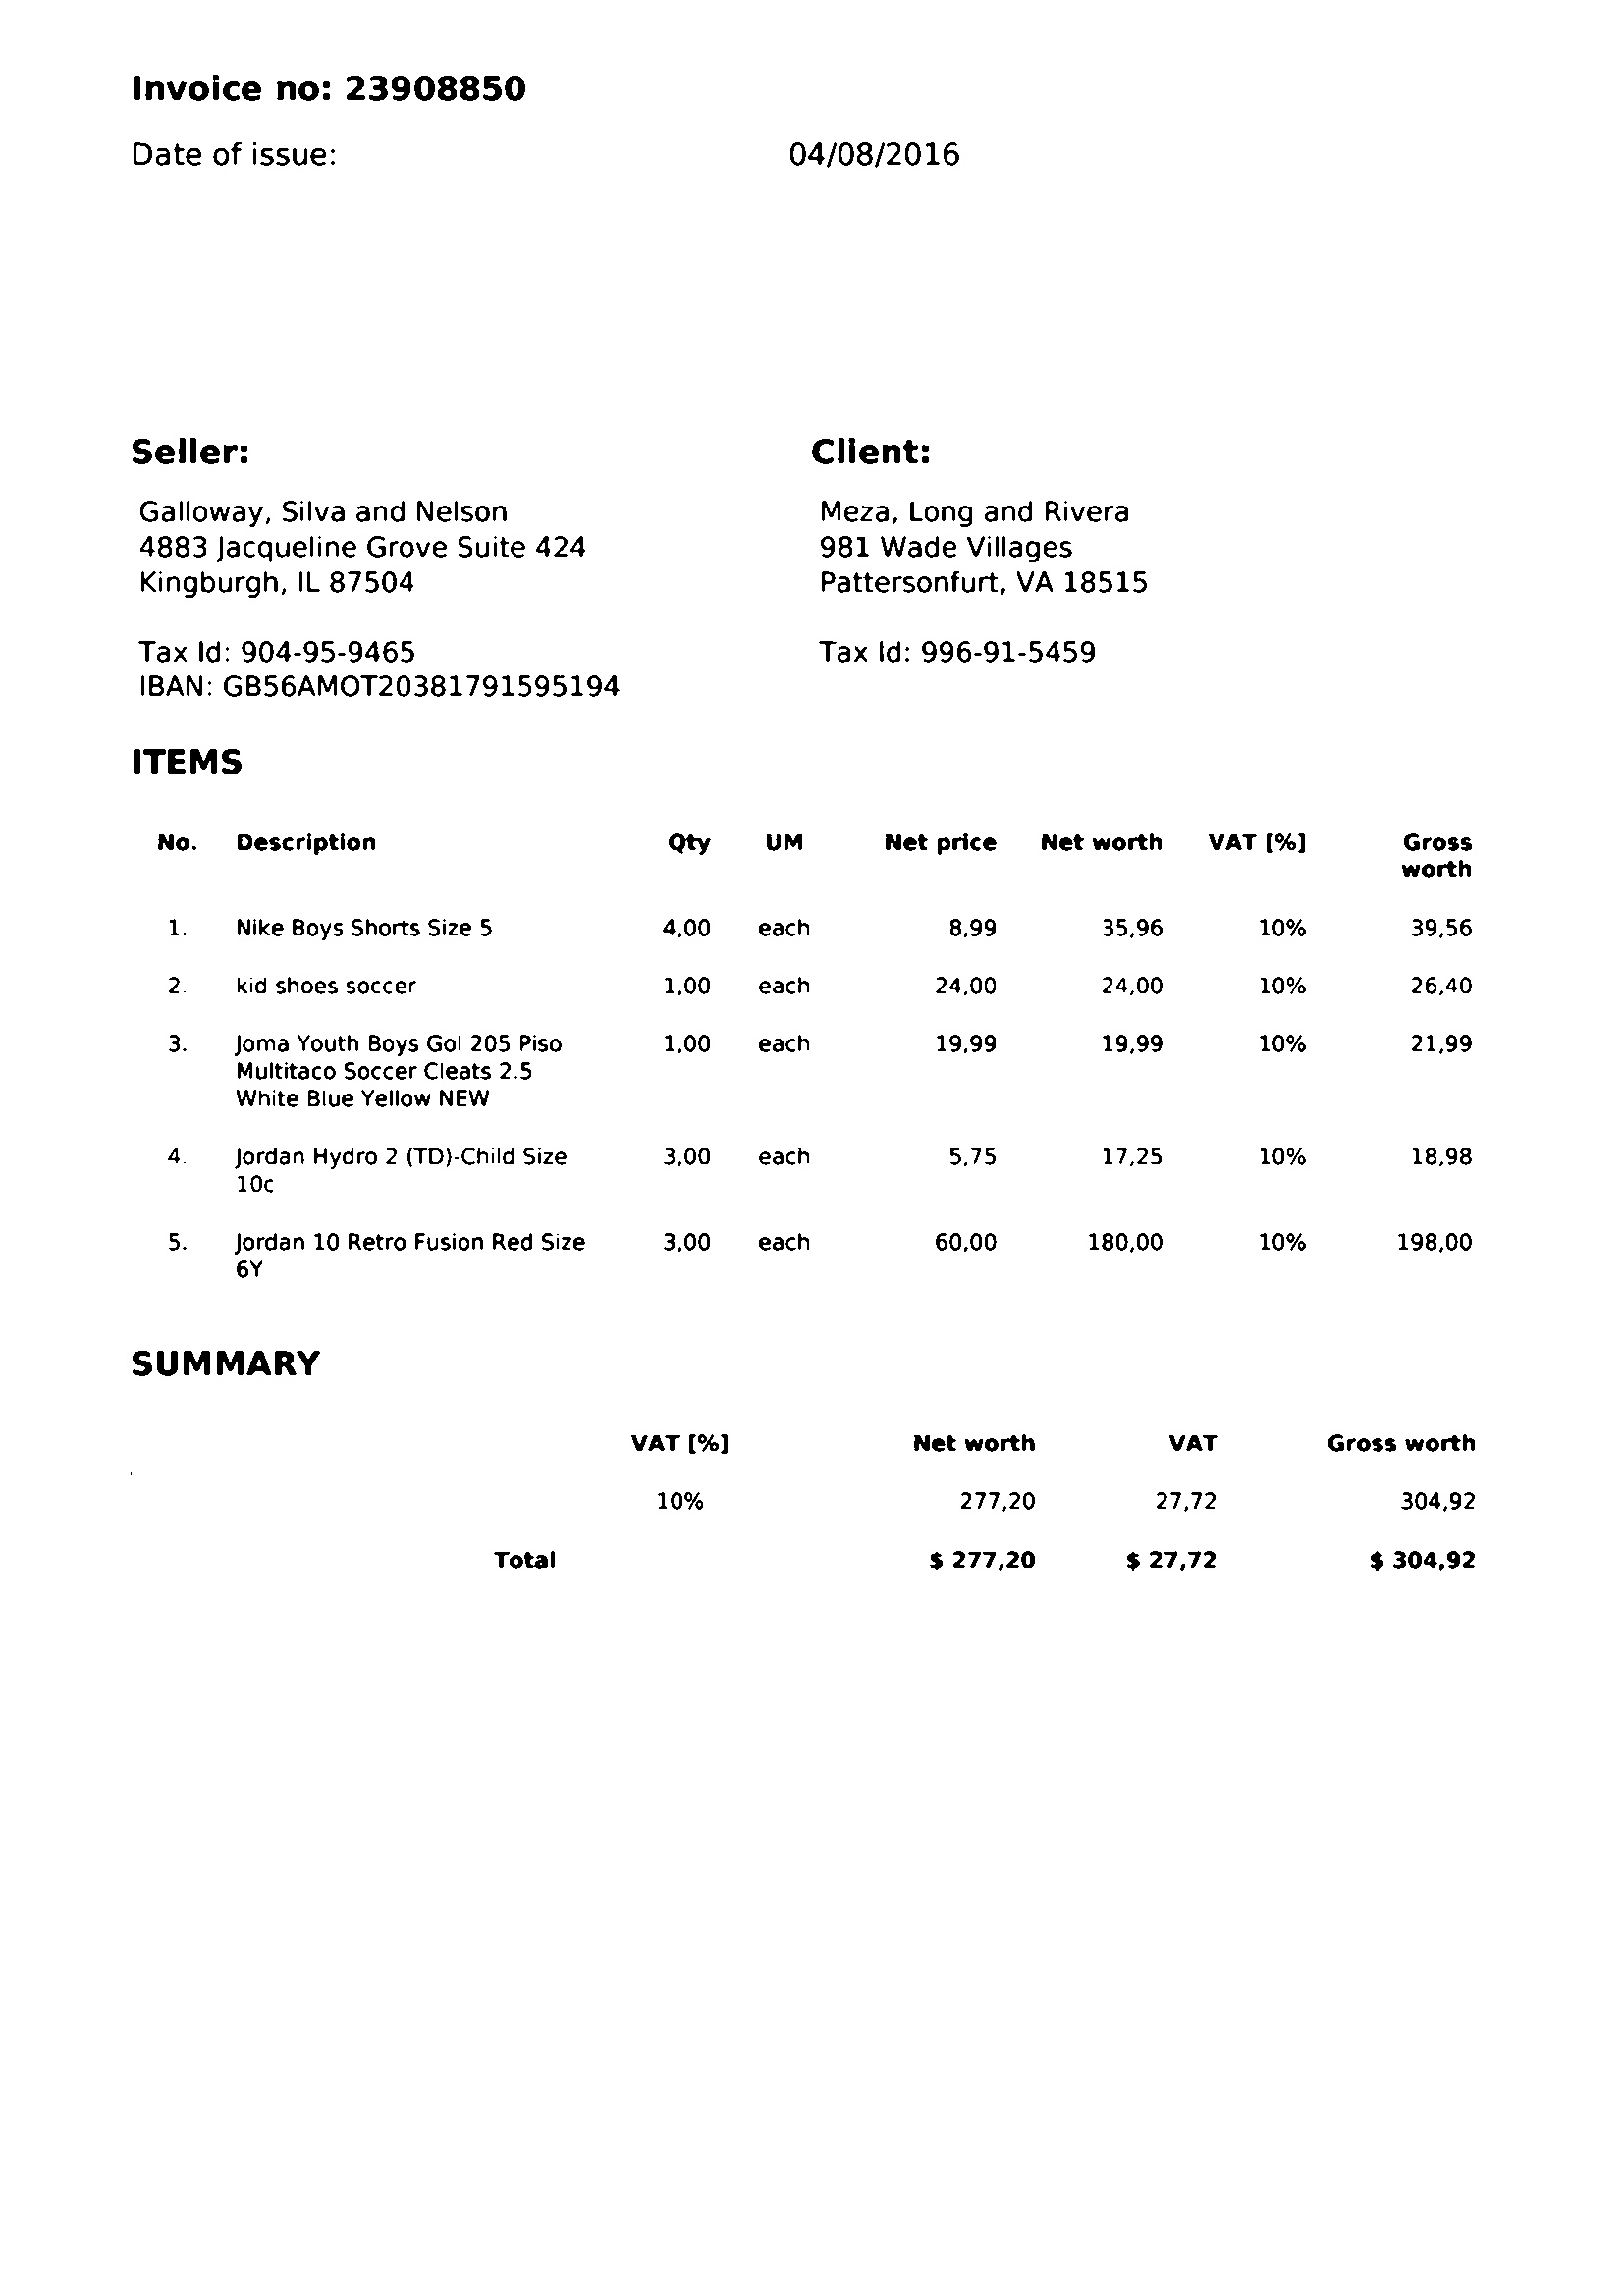 Invoice no: 23908850
Date of issue: 04/08/2016
Seller:
Galloway, Silva and Nelson
4883 Jacqueline Grove Suite 424
Kingburgh, IL 87504
Tax Id: 904-95-9465
IBAN: GB56AMOT20381791595194
Client:
Meza, Long and Rivera
981 Wade Villages
Pattersonfurt, VA 18515
Tax Id: 996-91-5459
ITEMS
No. Description Qty UM Net price Net worth VAT [%] Gross
worth
1. Nike Boys Shorts Size 5 4,00 each 8,99 35,96 10% 39,56
2. kid shoes soccer 1,00 each 24,00 24,00 10% 26,40
3. Joma Youth Boys Gol 205 Piso 1,00 each 19,99 19,99 10% 21,99
Multitaco Soccer Cleats 2.5
White Blue Yellow NEW
4. Jordan Hydro 2 (TD)-Child Size 3,00 each 5,75 17,25 10% 18,98
10c
5. Jordan 10 Retro Fusion Red Size 3,00 each 60,00 180,00 10% 198,00
6Y
SUMMARY
VAT [%] Net worth VAT Gross worth
10% 277,20 27,72 304,92
Total $ 277,20 $ 27,72 $ 304,92